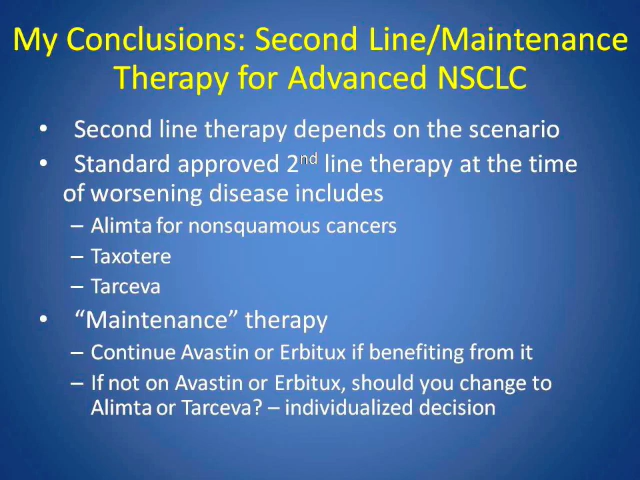 My Conclusions: Second Line/Maintenance
Therapy for Advanced NSCLC
• Second line therapy depends on the scenario
• Standard approved 2nd line therapy at the time
of worsening disease includes
– Alimta for nonsquamous cancers
– Taxotere
– Tarceva
• “Maintenance” therapy
– Continue Avastin or Erbitux if benefiting from it
– If not on Avastin or Erbitux, should you change to
Alimta or Tarceva? – individualized decision